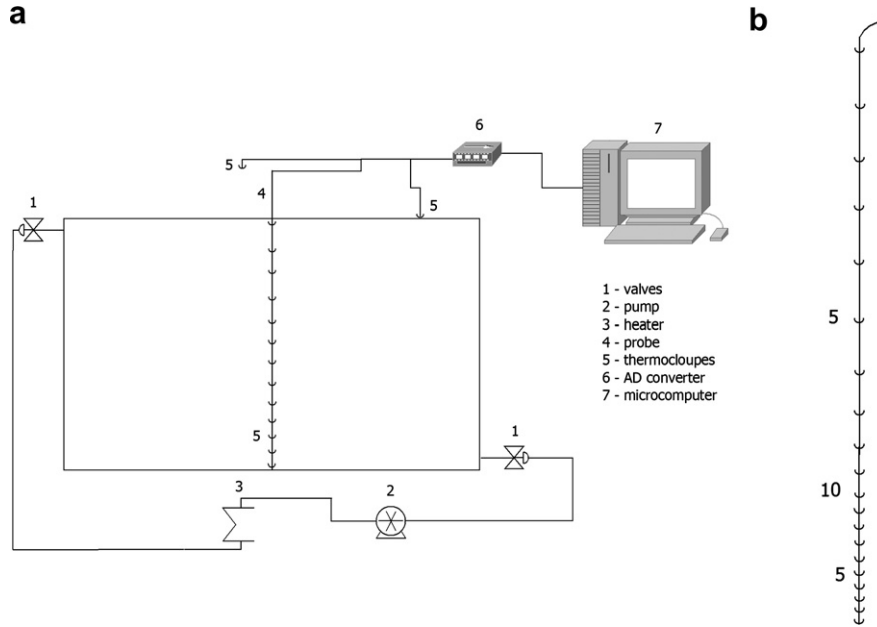 a
b
6
7
5
4
5
1
1 - valves
2 - pump
3 - heater
4 - probe
5 - thermocloupes
6 - AD converter
7 - microcomputer
5
5
1
3
2
10
5